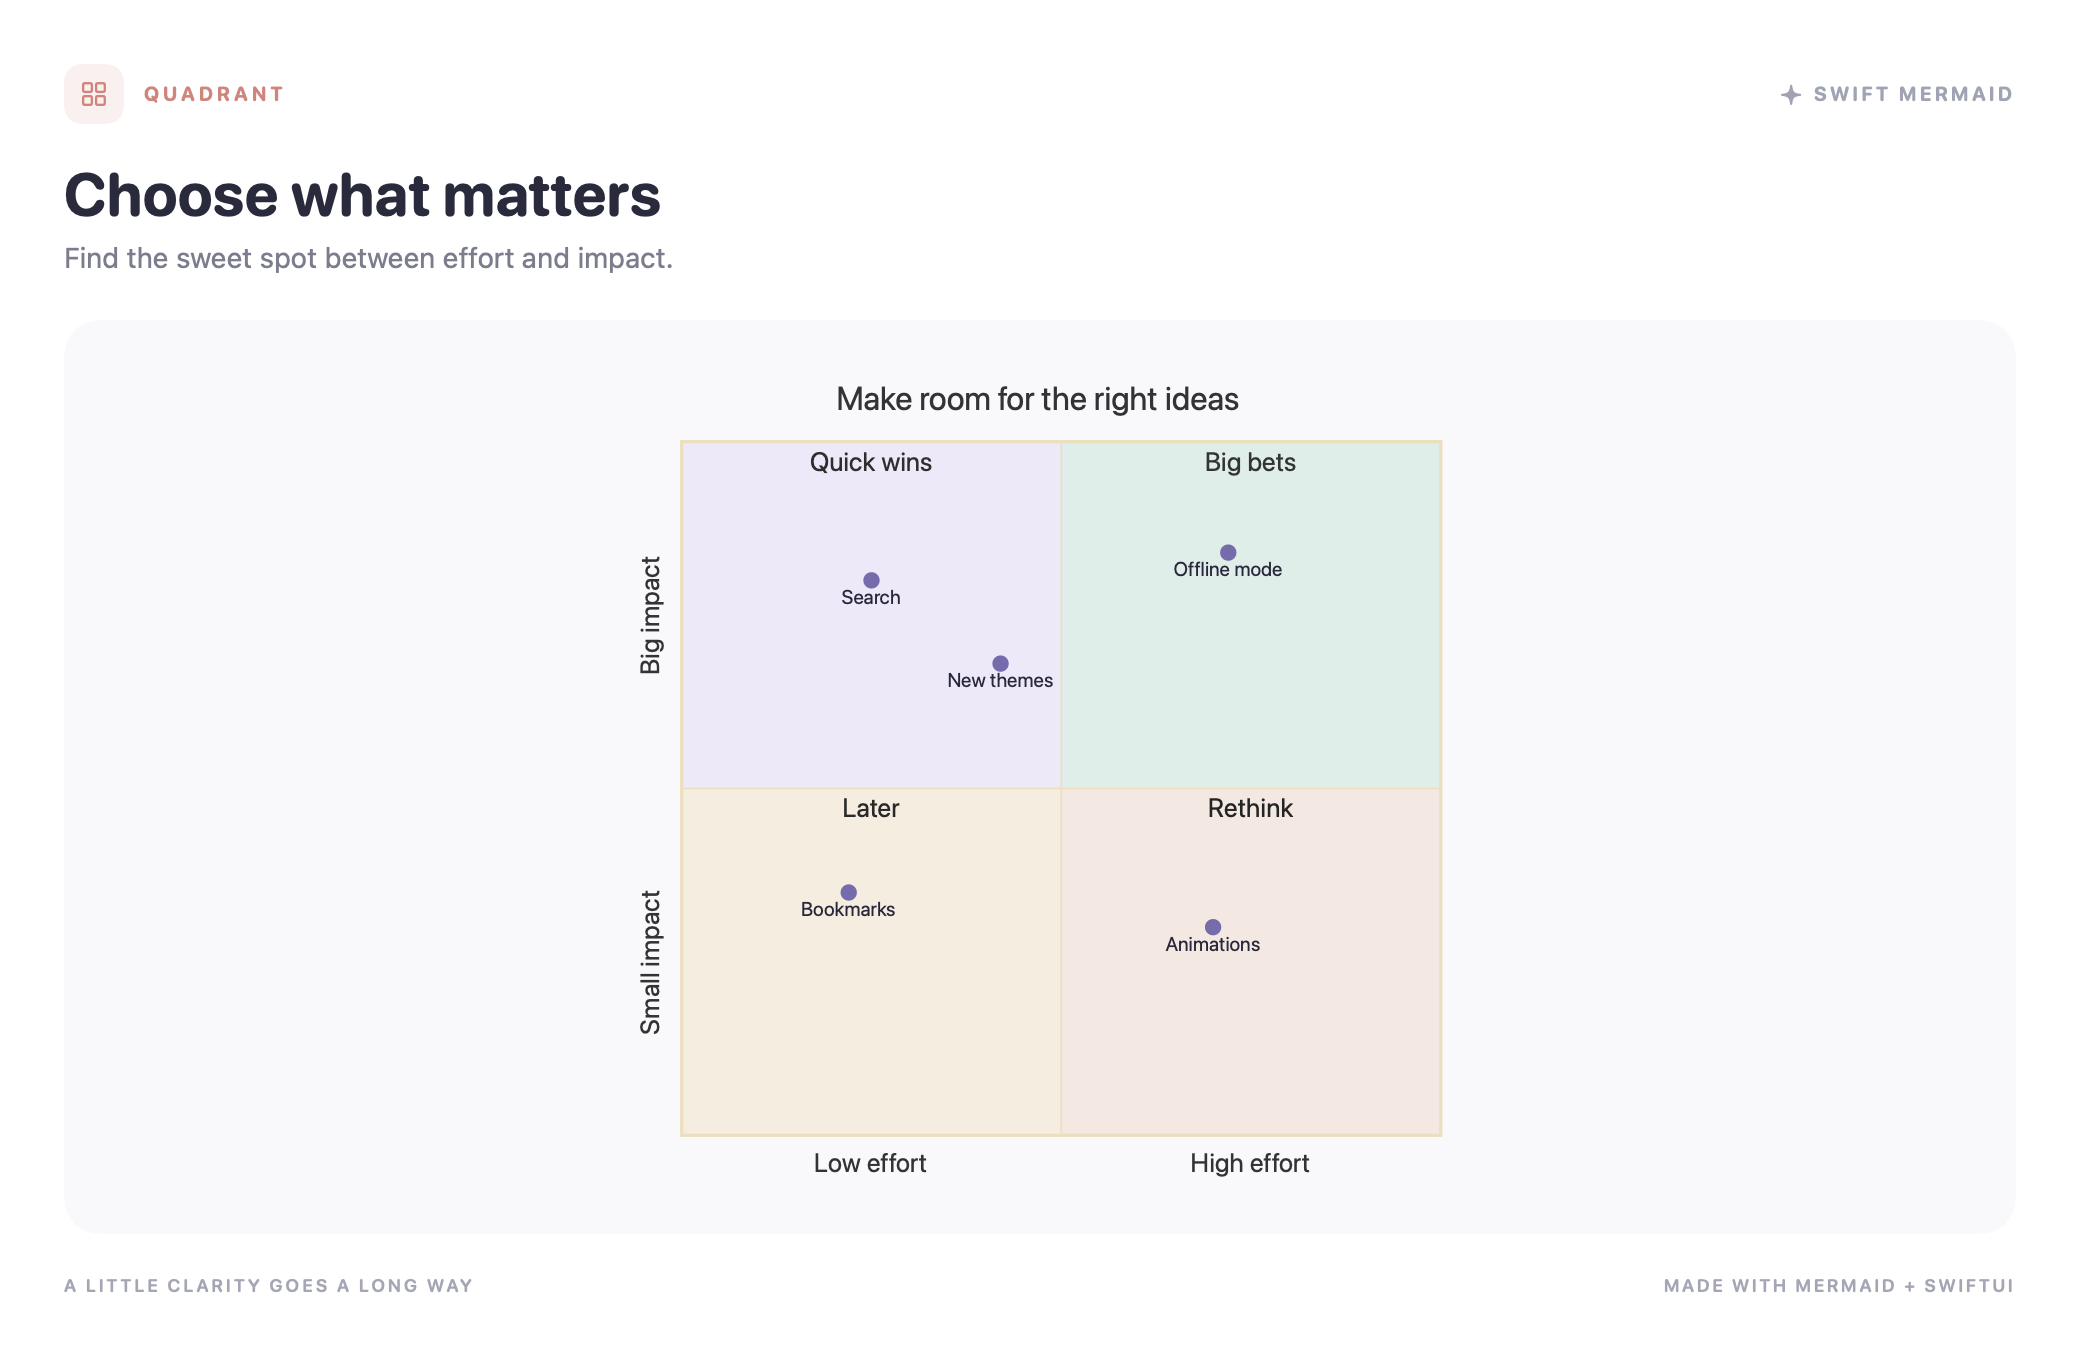 QUADRANT
SWIFT MERMAID
Choose what matters
Find the sweet spot between effort and impact.
Make room for the right ideas
Quick wins
Big bets
Big impact
Search
Offline mode
New themes
Later
Rethink
Small impact
Bookmarks
Animations
Low effort
High effort
A LITTLE CLARITY GOES A LONG WAY
MADE WITH MERMAID + SWIFTUI